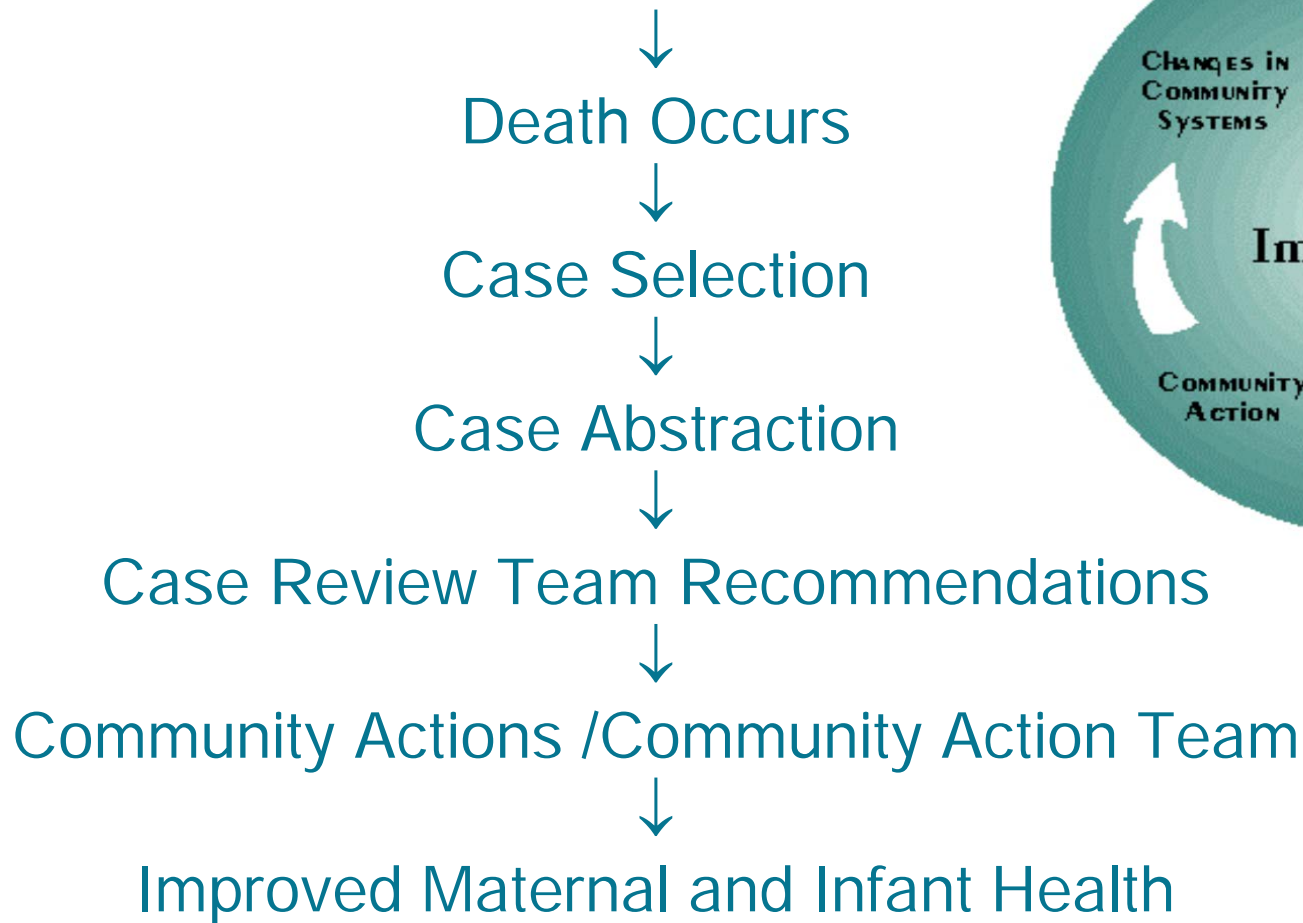 ↓
Death Occurs
↓
Case Selection
↓
Case Abstraction
↓
Case Review Team Recommendations
↓
Community Actions /Community Action Team
↓
Improved Maternal and Infant Health
Changes in
Community
Systems
Community
Action